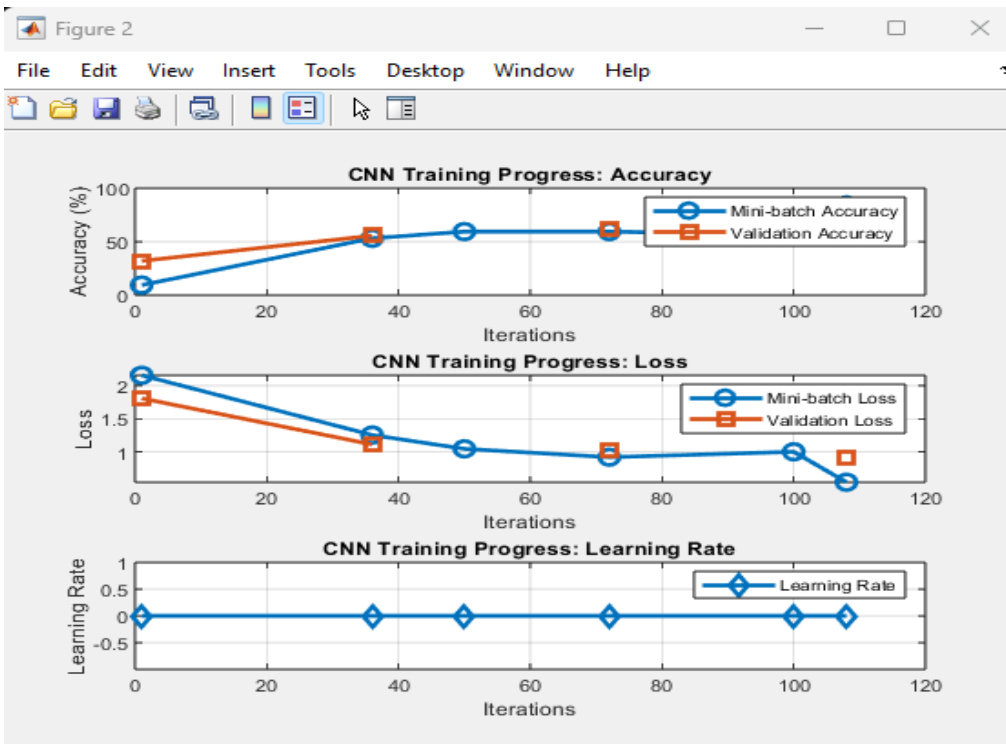 Figure 2
File Edit View Insert Tools Desktop Window Help
CNN Training Progress: Accuracy
Accuracy (%)
100
50
0
Mini-batch Accuracy
Validation Accuracy
0 20 40 60 80 100 120
Iterations
CNN Training Progress: Loss
Loss
2
1.5
1
Mini-batch Loss
Validation Loss
0 20 40 60 80 100 120
Iterations
CNN Training Progress: Learning Rate
Learning Rate
1
0.5
0
-0.5
Learning Rate
0 20 40 60 80 100 120
Iterations